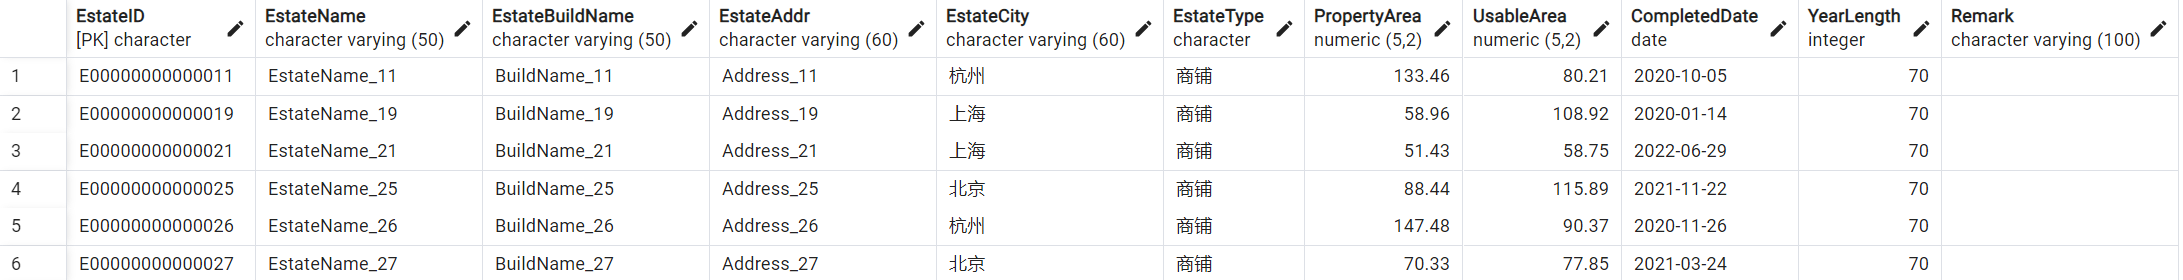 EstateID EstateName EstateBuildName EstateAddr EstateCity EstateType PropertyArea UsableArea CompletedDate YearLength Remark
[PK] character character varying (50) character varying (50) character varying (60) character varying (60) character numeric (5,2) numeric (5,2) date integer character varying (100)
1 E00000000000011 EstateName_11 BuildName_11 Address_11 杭州 商铺 133.46 80.21 2020-10-05 70
2 E00000000000019 EstateName_19 BuildName_19 Address_19 上海 商铺 58.96 108.92 2020-01-14 70
3 E00000000000021 EstateName_21 BuildName_21 Address_21 上海 商铺 51.43 58.75 2022-06-29 70
4 E00000000000025 EstateName_25 BuildName_25 Address_25 北京 商铺 88.44 115.89 2021-11-22 70
5 E00000000000026 EstateName_26 BuildName_26 Address_26 杭州 商铺 147.48 90.37 2020-11-26 70
6 E00000000000027 EstateName_27 BuildName_27 Address_27 北京 商铺 70.33 77.85 2021-03-24 70